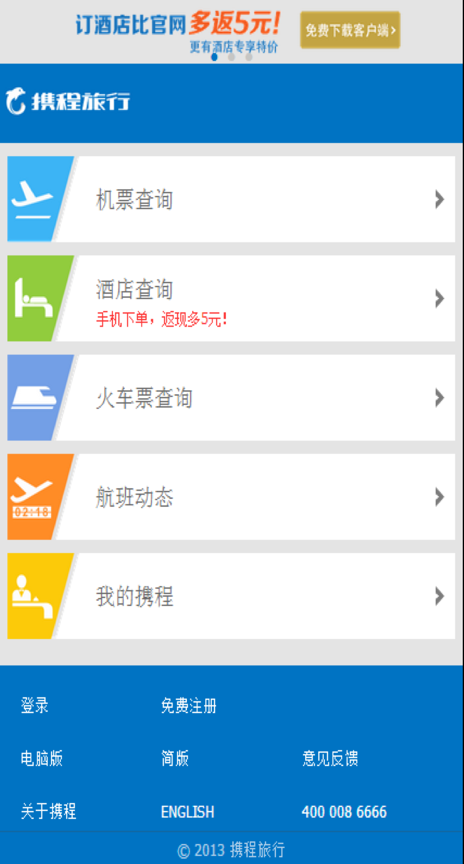 订酒店比官网多返5元!
更有酒店专享特价
免费下载客户端>
携程旅行
机票查询
酒店查询
手机下单，返现多5元!
火车票查询
航班动态
02:48
我的携程
登录 免费注册
电脑版 简版 意见反馈
关于携程 ENGLISH 400 008 6666
© 2013 携程旅行